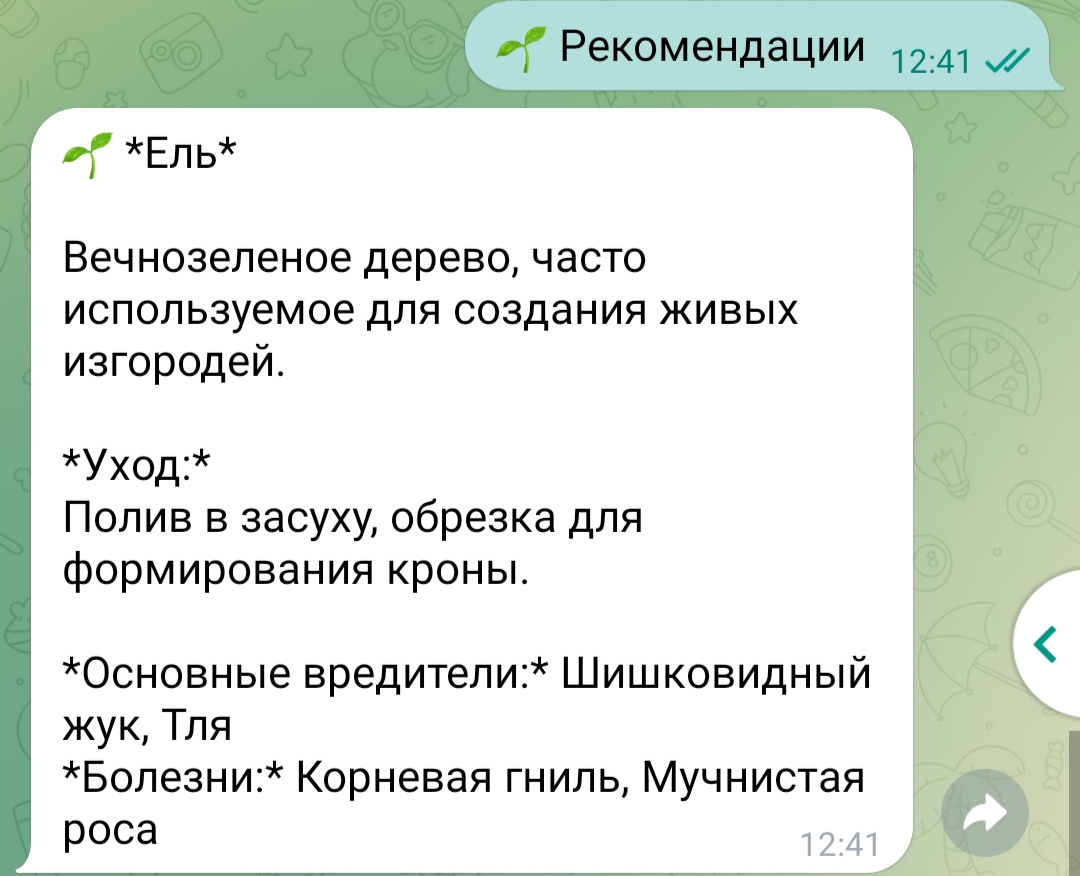 🌱 Рекомендации 12:41
🌱 *Ель*
Вечнозеленое дерево, часто
используемое для создания живых
изгородей.
*Уход:*
Полив в засуху, обрезка для
формирования кроны.
*Основные вредители:* Шишковидный
жук, Тля
*Болезни:* Корневая гниль, Мучнистая
роса
12:41